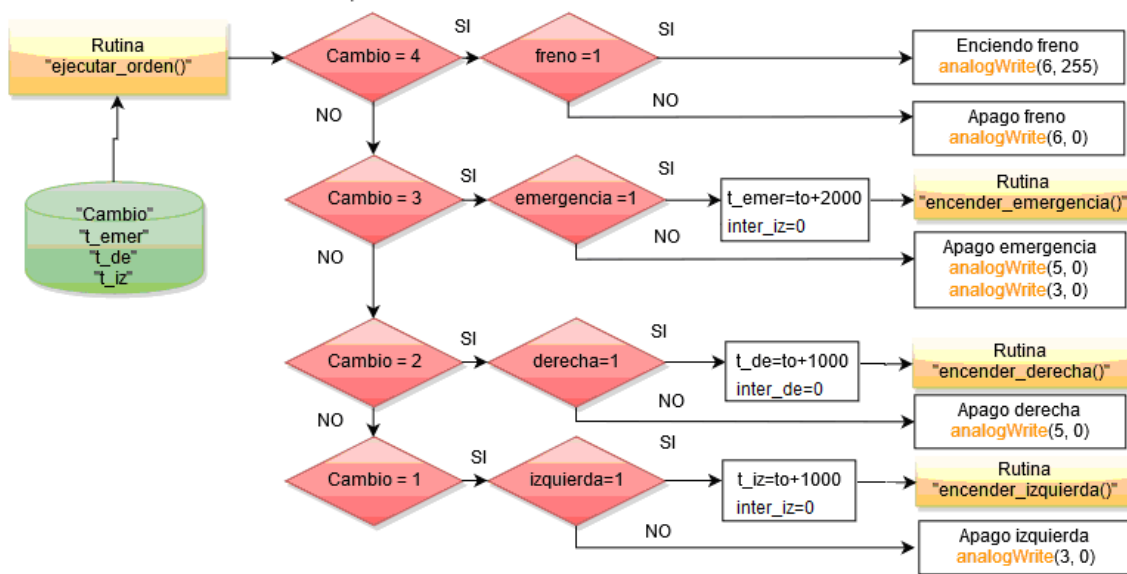 Rutina
"ejecutar_orden()"
Cambio = 4
SI
freno =1
SI
Enciendo freno
analogWrite(6, 255)
NO
NO
Apago freno
analogWrite(6, 0)
"Cambio"
"t_emer"
"t_de"
"t_iz"
Cambio = 3
SI
emergencia =1
SI
t_emer=to+2000
inter_iz=0
Rutina
"encender_emergencia()"
NO
NO
Apago emergencia
analogWrite(5, 0)
analogWrite(3, 0)
Cambio = 2
SI
derecha=1
SI
t_de=to+1000
inter_de=0
Rutina
"encender_derecha()"
NO
NO
Apago derecha
analogWrite(5, 0)
Cambio = 1
SI
izquierda=1
SI
t_iz=to+1000
inter_iz=0
Rutina
"encender_izquierda()"
NO
Apago izquierda
analogWrite(3, 0)